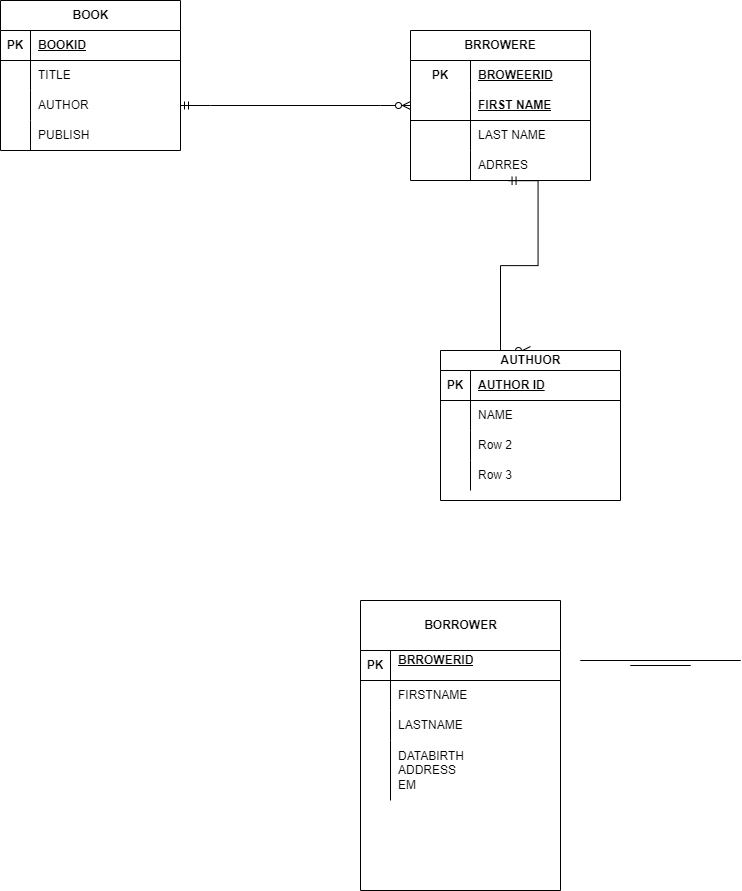 BOOK
PK BOOKID
TITLE
AUTHOR
PUBLISH
BRROWERE
PK BROWEERID
FIRST NAME
LAST NAME
ADRRES
AUTHUOR
PK AUTHOR ID
NAME
Row 2
Row 3
BORROWER
PK BRROWERID
FIRSTNAME
LASTNAME
DATABIRTH
ADDRESS
EM